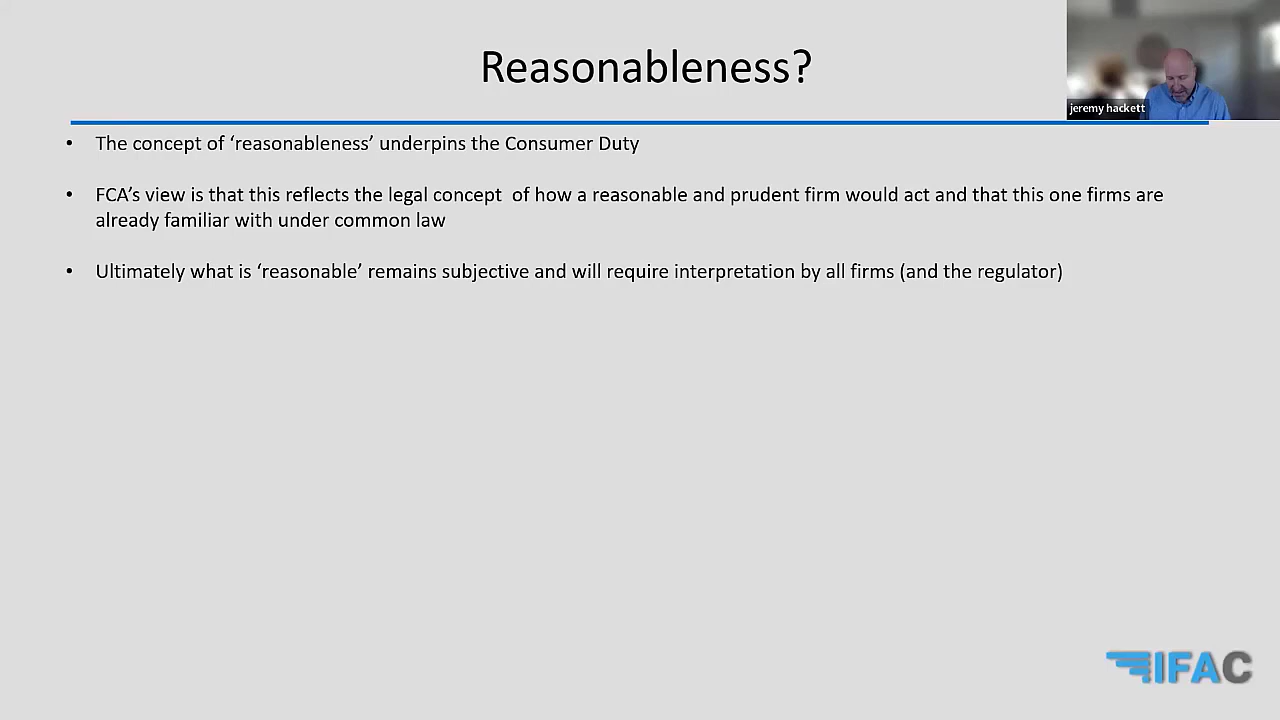 Reasonableness?
jeremy hackett
• The concept of ‘reasonableness’ underpins the Consumer Duty
• FCA’s view is that this reflects the legal concept  of how a reasonable and prudent firm would act and that this one firms are
already familiar with under common law
• Ultimately what is ‘reasonable’ remains subjective and will require interpretation by all firms (and the regulator)
IFAC